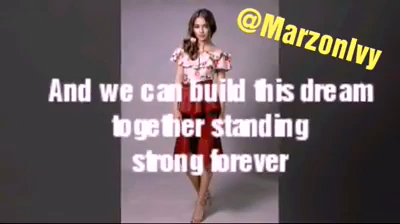 @MarzonIvy
And we can build this dream
together standing
strong forever